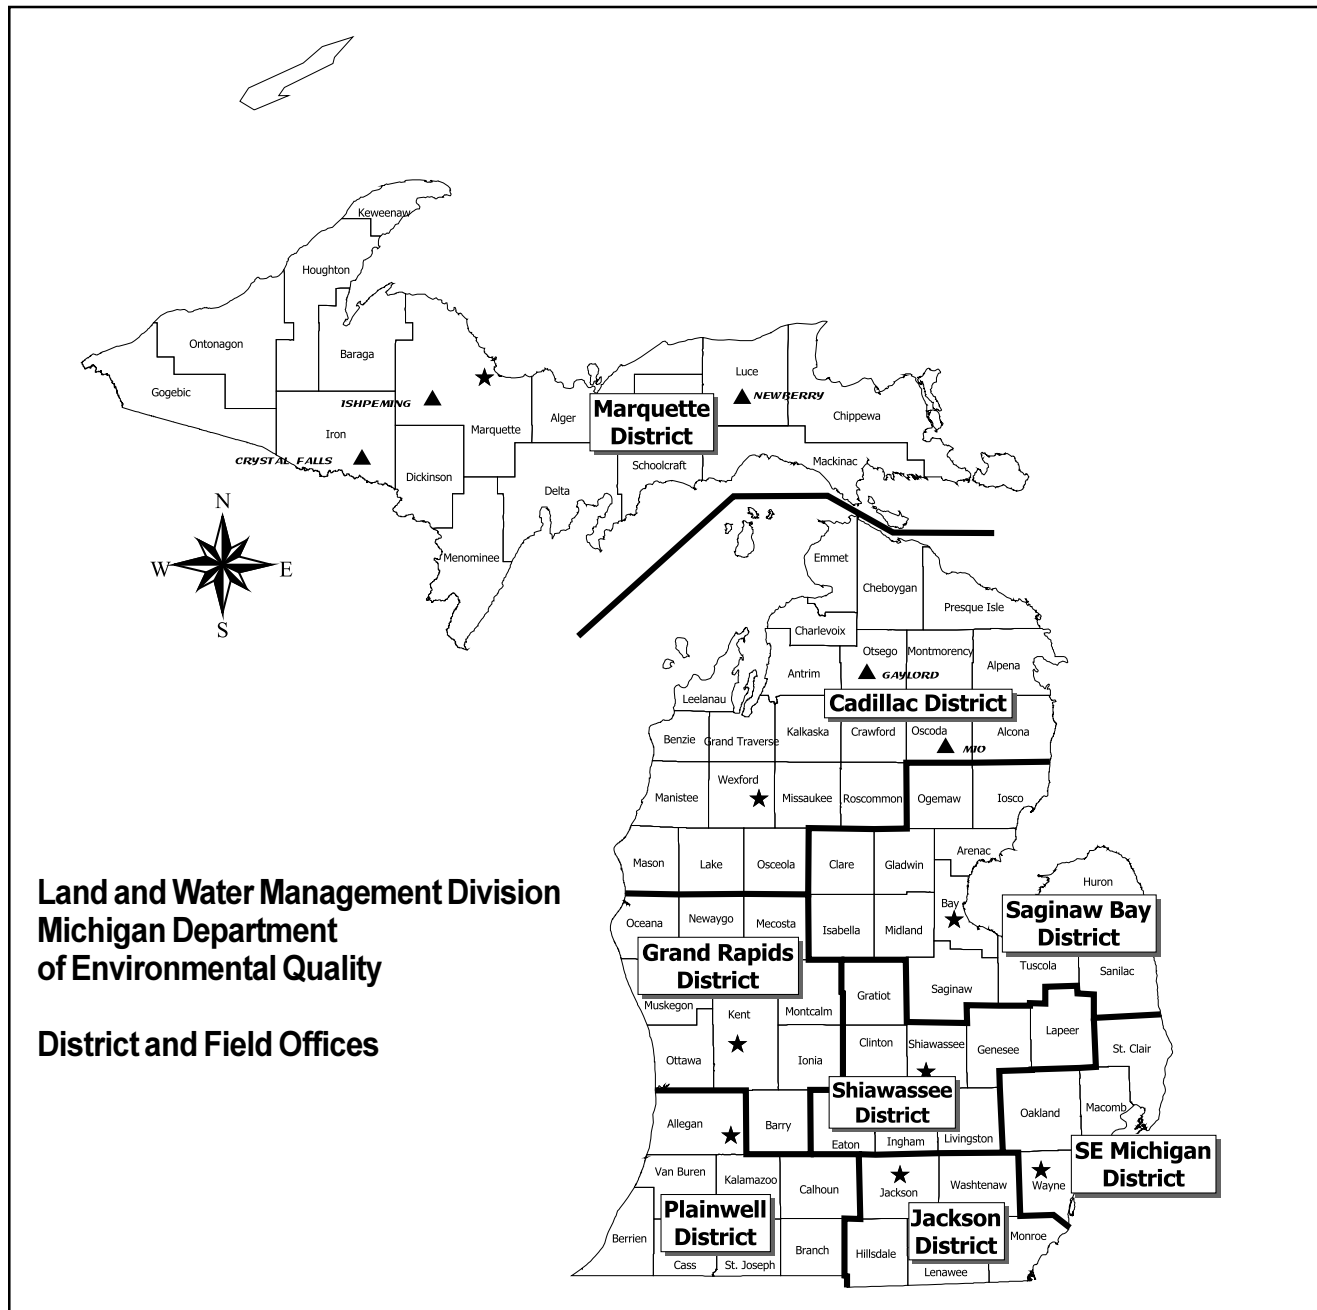 Keweenaw
Houghton
Ontonagon
Baraga
Gogebic
Luce
ISHPEMING
NEWBERRY
Marquette
District
Alger
Chippewa
Iron
Marquette
CRYSTAL FALLS
Schoolcraft
Mackinac
Dickinson
Delta
N
W
E
S
Menominee
Emmet
Cheboygan
Presque Isle
Charlevoix
Otsego
Montmorency
Antrim
GAYLORD
Alpena
Leelanau
Cadillac District
Benzie
Grand Traverse
Kalkaska
Crawford
Oscoda
Alcona
MIO
Wexford
Manistee
Missaukee
Roscommon
Ogemaw
Iosco
Mason
Lake
Osceola
Clare
Gladwin
Arenac
Huron
Land and Water Management Division
Michigan Department
of Environmental Quality
District and Field Offices
Bay
Saginaw Bay
District
Oceana
Newaygo
Mecosta
Isabella
Midland
Grand Rapids
District
Tuscola
Sanilac
Saginaw
Gratiot
Muskegon
Kent
Montcalm
Lapeer
Clinton
Shiawassee
Genesee
St. Clair
Ottawa
Ionia
Shiawassee
District
Oakland
Macomb
Allegan
Barry
Eaton
Ingham
Livingston
SE Michigan
District
Van Buren
Kalamazoo
Calhoun
Jackson
Washtenaw
Wayne
Plainwell
District
Jackson
District
Berrien
Branch
Hillsdale
Monroe
Cass
St. Joseph
Lenawee